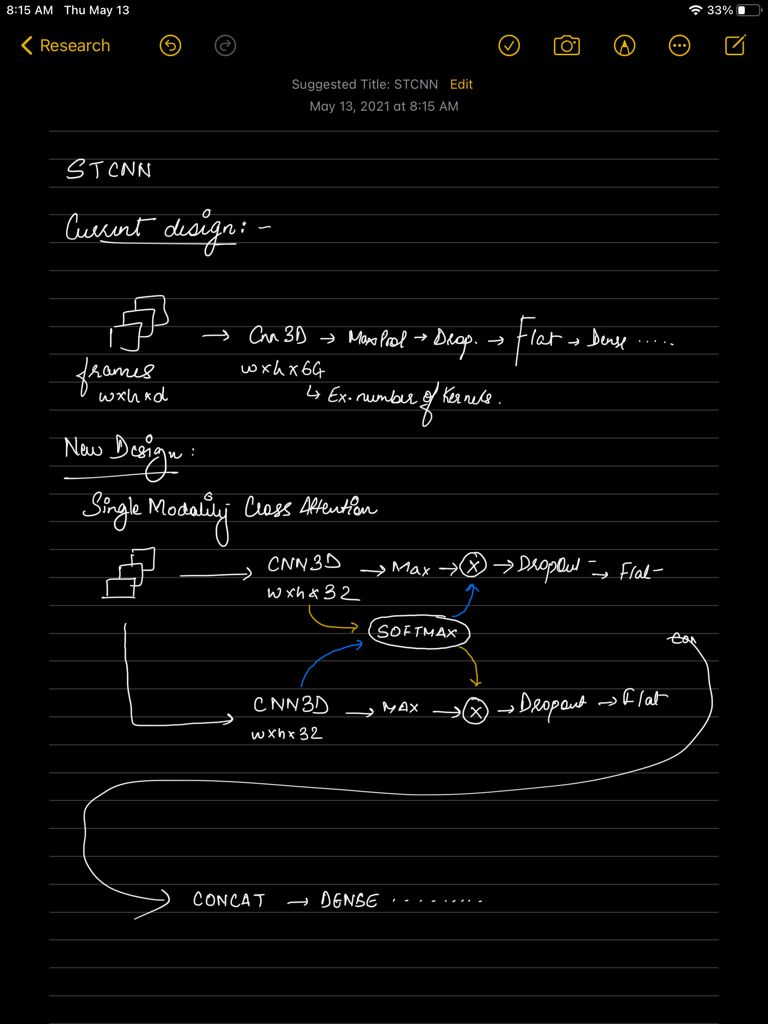 8:15 AM Thu May 13 33%
Research
Suggested Title: STCNN Edit
May 13, 2021 at 8:15 AM
STCNN
Current design: -
frames
w×h×d
→ Cnn 3D → MaxPool → Drop. → Flat → Dense .....
w×h×64
↳ Ex. number of Kernels.
New Design:
Single Modality Cross Attention
CNN3D → Max → ⊗ → Dropout → Flat
w×h×32
SOFTMAX
Con
CNN3D → MAX → ⊗ → Dropout → Flat
w×h×32
CONCAT → DENSE .........